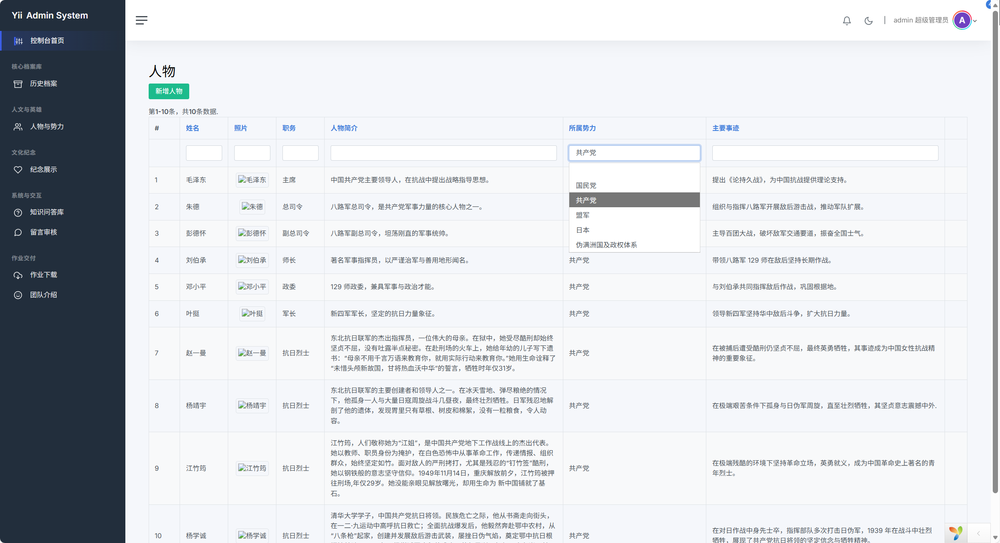 Yii Admin System
控制台首页
核心档案库
历史档案
人文与英雄
人物与势力
文化纪念
纪念展示
系统与交互
知识问答库
留言审核
作业交付
作业下载
团队介绍
admin 超级管理员
A
人物
新增人物
第1-10条，共10条数据.
# 姓名 照片 职务 人物简介 所属势力 主要事迹
共产党
国民党
共产党
盟军
日本
伪满洲国及政权体系
1 毛泽东 毛泽东 主席 中国共产党主要领导人，在抗战中提出战略指导思想。 提出《论持久战》，为中国抗战提供理论支持。
2 朱德 朱德 总司令 八路军总司令，是共产党军事力量的核心人物之一。 组织与指挥八路军开展敌后游击战，推动军队扩展。
3 彭德怀 彭德怀 副总司令 八路军副总司令，坦荡刚直的军事统帅。 主导百团大战，破坏敌军交通要道，振奋全国士气。
4 刘伯承 刘伯承 师长 著名军事指挥员，以严谨治军与善用地形闻名。 共产党 带领八路军 129 师在敌后坚持长期作战。
5 邓小平 邓小平 政委 129 师政委，兼具军事与政治才能。 共产党 与刘伯承共同指挥敌后作战，巩固根据地。
6 叶挺 叶挺 军长 新四军军长，坚定的抗日力量象征。 共产党 领导新四军坚持华中敌后斗争，扩大抗日力量。
7 赵一曼 赵一曼 抗日烈士
东北抗日联军的杰出指挥员，一位伟大的母亲。在狱中，她受尽酷刑却始终
坚贞不屈，没有吐露半点秘密。在赴刑场的火车上，她给年幼的儿子写下遗
书：“母亲不用千言万语来教育你，就用实际行动来教育你。”她用生命诠释了
“未惜头颅新故国，甘将热血沃中华”的誓言，牺牲时年仅31岁。
共产党
在被捕后遭受酷刑仍坚贞不屈，最终英勇牺牲，其事迹成为中国女性抗战精
神的重要象征。
8 杨靖宇 杨靖宇 抗日烈士
东北抗日联军的主要创建者和领导人之一。在冰天雪地、弹尽粮绝的情况
下，他孤身一人与大量日寇周旋战斗几昼夜，最终壮烈牺牲。日军残忍地解
剖了他的遗体，发现胃里只有草根、树皮和棉絮，没有一粒粮食，令人动
容。
共产党
在极端艰苦条件下孤身与日伪军周旋，直至壮烈牺牲，其坚贞意志震撼中外.
9 江竹筠 江竹筠 抗日烈士
江竹筠，人们敬称她为“江姐”，是中国共产党地下工作战线上的杰出代表。
她以教师、职员身份为掩护，在白色恐怖中从事革命工作，传递情报、组织
群众，始终坚定如竹。面对敌人的严刑拷打，尤其是残忍的“钉竹签”酷刑，
她以钢铁般的意志坚守信仰。1949年11月14日，重庆解放前夕，江竹筠被押
往刑场,年仅29岁。她没能亲眼见解放曙光，却用生命为 新中国铺就了基
石。
共产党
在极端残酷的环境下坚持革命立场，英勇就义，成为中国革命史上著名的青
年烈士。
10 杨学诚 杨学诚 抗日烈士
清华大学学子，中国共产党抗日将领。民族危亡之际，他从书斋走向街头，
在一二·九运动中高呼抗日救亡；全面抗战爆发后，他毅然奔赴鄂中农村，从
“八条枪”起家，创建并发展敌后游击武装，屡挫日伪气焰，奠定鄂中抗日根
共产党
在对日作战中身先士卒，指挥部队多次打击日伪军，1939 年在战斗中壮烈
牺牲，展现了共产党抗日将领的坚定信念与牺牲精神。